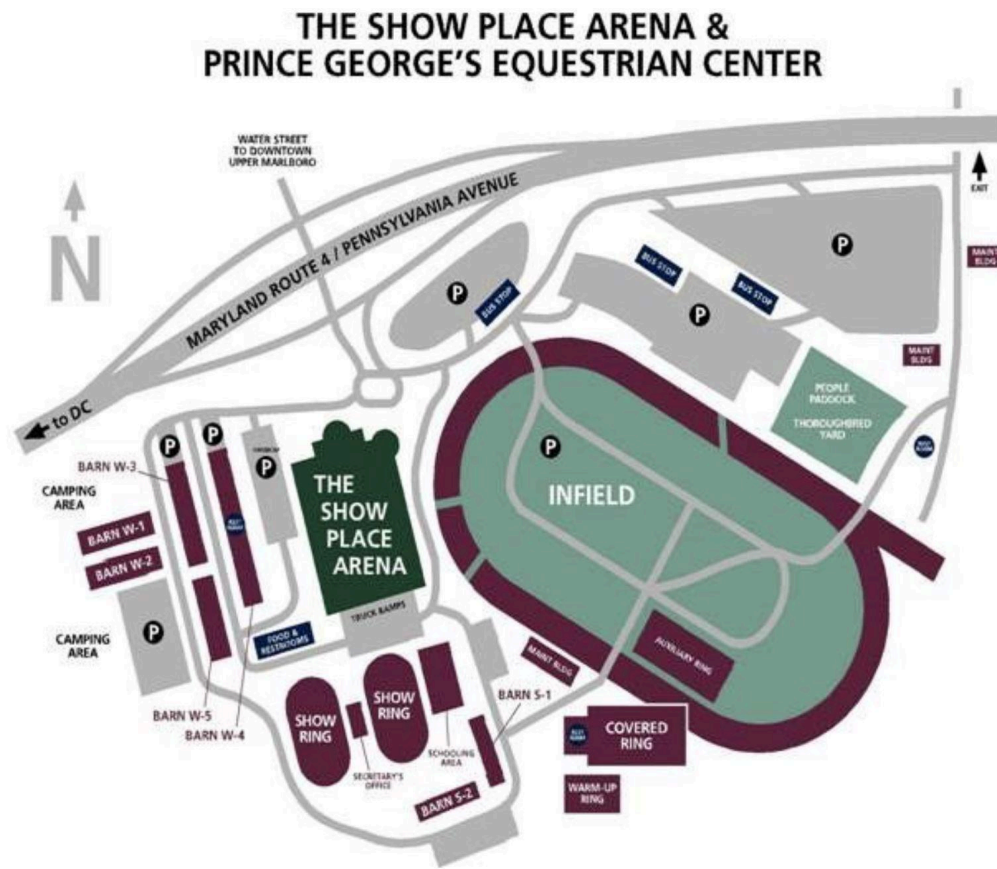 THE SHOW PLACE ARENA &
PRINCE GEORGE'S EQUESTRIAN CENTER
WATER STREET
TO DOWNTOWN
UPPER MARLBORO
MARYLAND ROUTE 4 / PENNSYLVANIA AVENUE
EXIT
N
MAINT
BLDG
P
BUS STOP
BUS STOP
P
BUS STOP
P
MAINT
BLDG
to DC
PEOPLE
PADDOCK
THOROUGHBRED
YARD
P
P
P
P
INFIELD
BARN W-3
CAMPING
AREA
THE
SHOW
PLACE
ARENA
BARN W-1
BARN W-2
P
CAMPING
AREA
TRUCK RAMPS
FOOD &
RESTROOMS
AUXILIARY RING
MAINT BLDG
BARN S-1
BARN W-5
BARN W-4
SHOW
RING
SHOW
RING
SCHOOLING
AREA
SECRETARY'S
OFFICE
COVERED
RING
BARN S-2
WARM-UP
RING